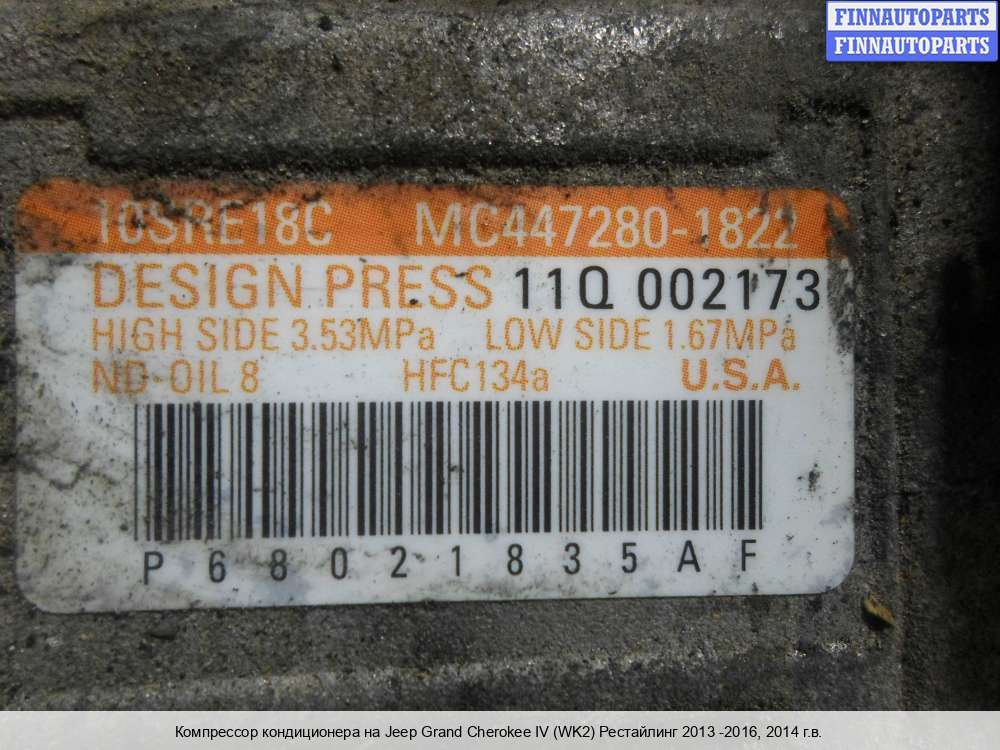 FINNAUTOPARTS
FINNAUTOPARTS
10SRE18C MC447280-1822
DESIGN PRESS 11Q 002173
HIGH SIDE 3.53MPa LOW SIDE 1.67MPa
ND-OIL 8 HFC134a U.S.A.
P68021835AF
Компрессор кондиционера на Jeep Grand Cherokee IV (WK2) Рестайлинг 2013 -2016, 2014 г.в.